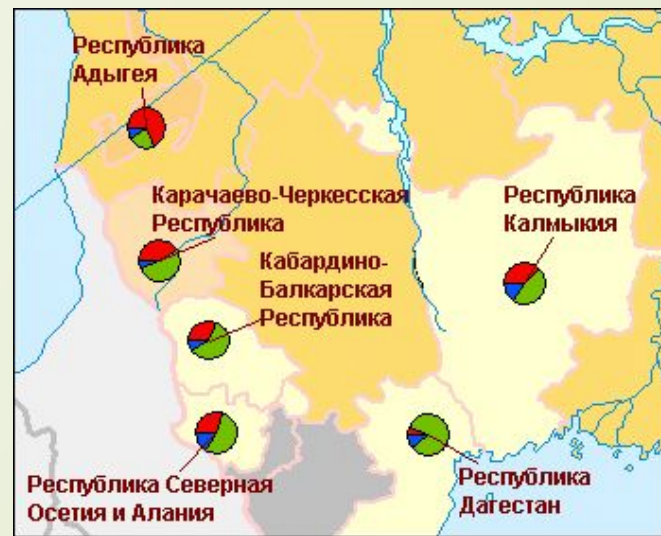 Республика
Адыгея
Карачаево-Черкесская
Республика
Республика
Калмыкия
Кабардино-
Балкарская
Республика
Республика Северная
Осетия и Алания
Республика
Дагестан